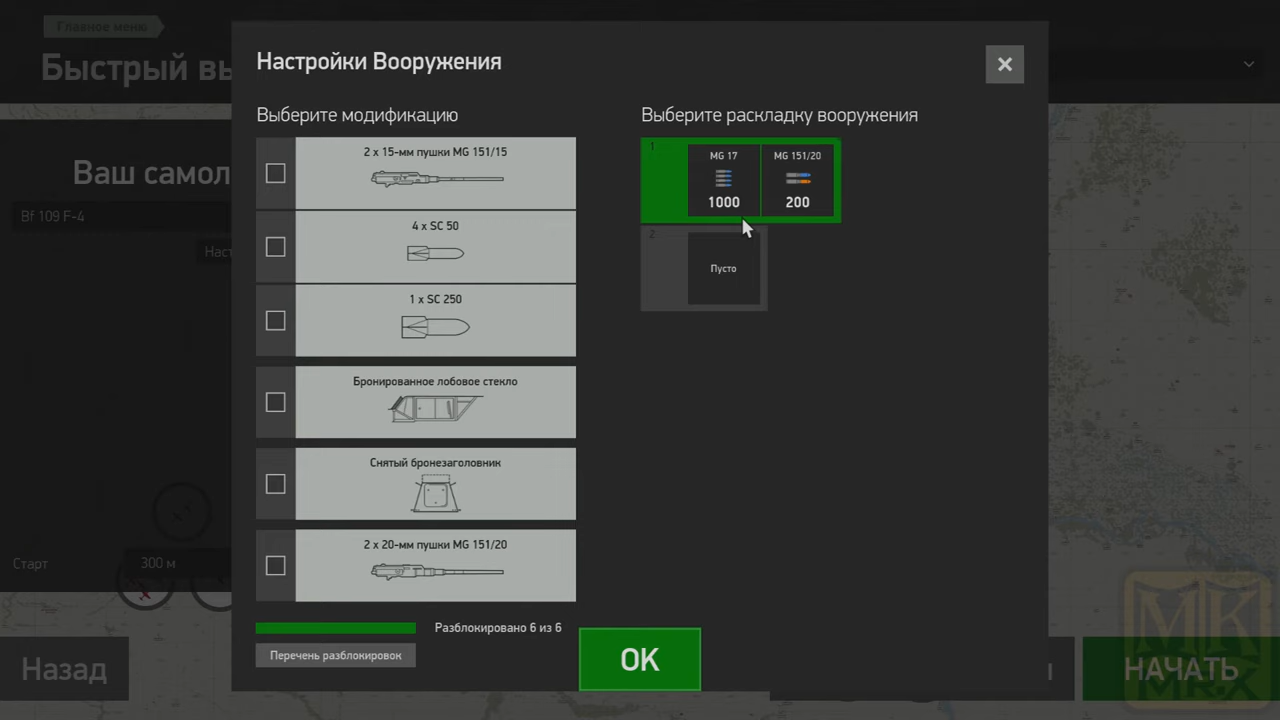 Главное меню
Быстрый вы
Настройки Вооружения
Выберите модификацию
Выберите раскладку вооружения
2 x 15-мм пушки MG 151/15
1
MG 17
MG 151/20
1000
200
Ваш самол
Bf 109 F-4
Наст
4 x SC 50
2
Пусто
1 x SC 250
Бронированное лобовое стекло
Снятый бронезаголовник
2 x 20-мм пушки MG 151/20
Старт
300 м
Разблокировано 6 из 6
Перечень разблокировок
OK
Назад
НАЧАТЬ
MK
MR.X